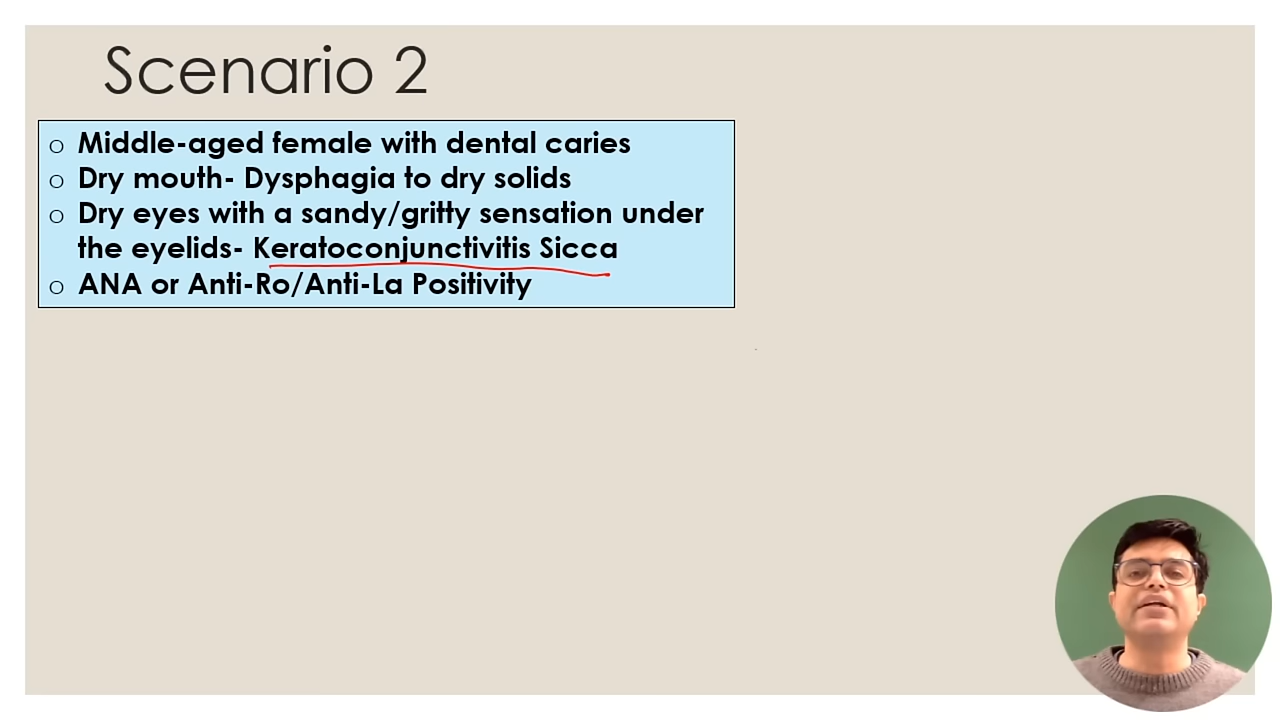 Scenario 2
o Middle-aged female with dental caries
o Dry mouth- Dysphagia to dry solids
o Dry eyes with a sandy/gritty sensation under
the eyelids- Keratoconjunctivitis Sicca
o ANA or Anti-Ro/Anti-La Positivity